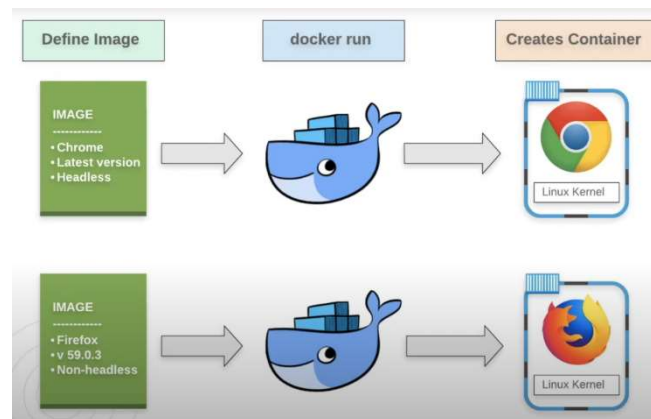 Define Image
docker run
Creates Container
IMAGE
------------
• Chrome
• Latest version
• Headless
Linux Kernel
IMAGE
------------
• Firefox
• v 59.0.3
• Non-headless
Linux Kernel